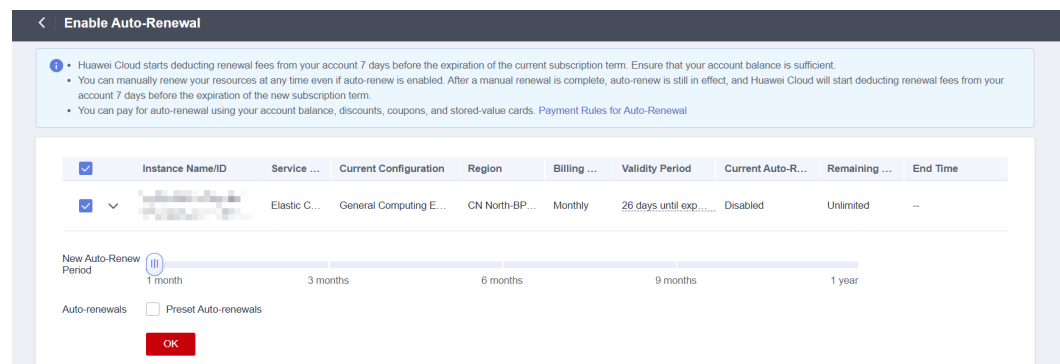 Enable Auto-Renewal
• Huawei Cloud starts deducting renewal fees from your account 7 days before the expiration of the current subscription term. Ensure that your account balance is sufficient.
• You can manually renew your resources at any time even if auto-renew is enabled. After a manual renewal is complete, auto-renew is still in effect, and Huawei Cloud will start deducting renewal fees from your
account 7 days before the expiration of the new subscription term.
• You can pay for auto-renewal using your account balance, discounts, coupons, and stored-value cards. Payment Rules for Auto-Renewal
Instance Name/ID Service ... Current Configuration Region Billing ... Validity Period Current Auto-R... Remaining ... End Time
Elastic C... General Computing E... CN North-BP... Monthly 26 days until exp... Disabled Unlimited --
New Auto-Renew
Period
1 month 3 months 6 months 9 months 1 year
Auto-renewals Preset Auto-renewals
OK